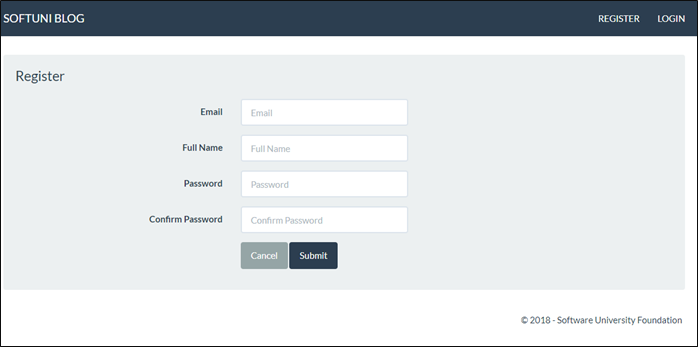 SOFTUNI BLOG REGISTER LOGIN
Register
Email Email
Full Name Full Name
Password Password
Confirm Password Confirm Password
Cancel Submit
© 2018 - Software University Foundation